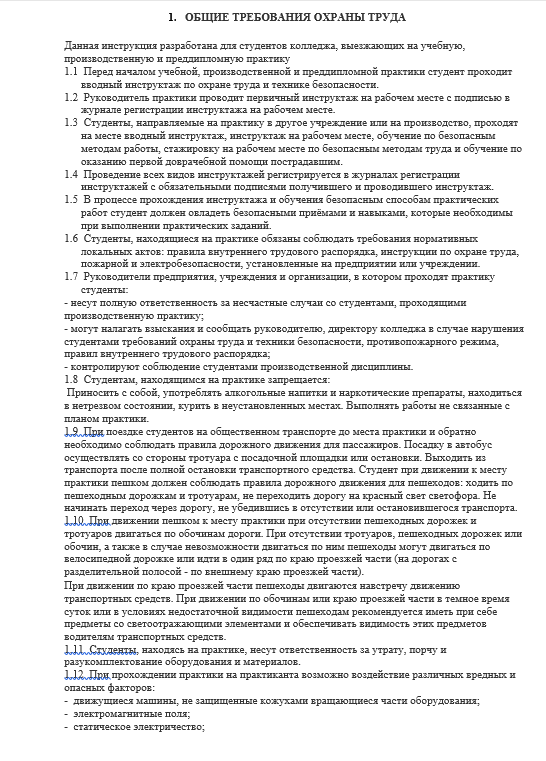 1. ОБЩИЕ ТРЕБОВАНИЯ ОХРАНЫ ТРУДА
Данная инструкция разработана для студентов колледжа, выезжающих на учебную,
производственную и преддипломную практику
1.1 Перед началом учебной, производственной и преддипломной практики студент проходит
вводный инструктаж по охране труда и технике безопасности.
1.2 Руководитель практики проводит первичный инструктаж на рабочем месте с подписью в
журнале регистрации инструктажа на рабочем месте.
1.3 Студенты, направляемые на практику в другое учреждение или на производство, проходят
на месте вводный инструктаж, инструктаж на рабочем месте, обучение по безопасным
методам работы, стажировку на рабочем месте по безопасным методам труда и обучение по
оказанию первой доврачебной помощи пострадавшим.
1.4 Проведение всех видов инструктажей регистрируется в журналах регистрации
инструктажей с обязательными подписями получившего и проводившего инструктаж.
1.5 В процессе прохождения инструктажа и обучения безопасным способам практических
работ студент должен овладеть безопасными приёмами и навыками, которые необходимы
при выполнении практических заданий.
1.6 Студенты, находящиеся на практике обязаны соблюдать требования нормативных
локальных актов: правила внутреннего трудового распорядка, инструкции по охране труда,
пожарной и электробезопасности, установленные на предприятии или учреждении.
1.7 Руководители предприятия, учреждения и организации, в котором проходят практику
студенты:
- несут полную ответственность за несчастные случаи со студентами, проходящими
производственную практику;
- могут налагать взыскания и сообщать руководителю, директору колледжа в случае нарушения
студентами требований охраны труда и техники безопасности, противопожарного режима,
правил внутреннего трудового распорядка;
- контролируют соблюдение студентами производственной дисциплины.
1.8 Студентам, находящимся на практике запрещается:
Приносить с собой, употреблять алкогольные напитки и наркотические препараты, находиться
в нетрезвом состоянии, курить в неустановленных местах. Выполнять работы не связанные с
планом практики.
1.9. При поездке студентов на общественном транспорте до места практики и обратно
необходимо соблюдать правила дорожного движения для пассажиров. Посадку в автобус
осуществлять со стороны тротуара с посадочной площадки или остановки. Выходить из
транспорта после полной остановки транспортного средства. Студент при движении к месту
практики пешком должен соблюдать правила дорожного движения для пешеходов: ходить по
пешеходным дорожкам и тротуарам, не переходить дорогу на красный свет светофора. Не
начинать переход через дорогу, не убедившись в отсутствии или остановившегося транспорта.
1.10. При движении пешком к месту практики при отсутствии пешеходных дорожек и
тротуаров двигаться по обочинам дороги. При отсутствии тротуаров, пешеходных дорожек или
обочин, а также в случае невозможности двигаться по ним пешеходы могут двигаться по
велосипедной дорожке или идти в один ряд по краю проезжей части (на дорогах с
разделительной полосой - по внешнему краю проезжей части).
При движении по краю проезжей части пешеходы двигаются навстречу движению
транспортных средств. При движении по обочинам или краю проезжей части в темное время
суток или в условиях недостаточной видимости пешеходам рекомендуется иметь при себе
предметы со светоотражающими элементами и обеспечивать видимость этих предметов
водителям транспортных средств.
1.11. Студенты, находясь на практике, несут ответственность за утрату, порчу и
разукомплектование оборудования и материалов.
1.12. При прохождении практики на практиканта возможно воздействие различных вредных и
опасных факторов:
- движущиеся машины, не защищенные кожухами вращающиеся части оборудования;
- электромагнитные поля;
- статическое электричество;